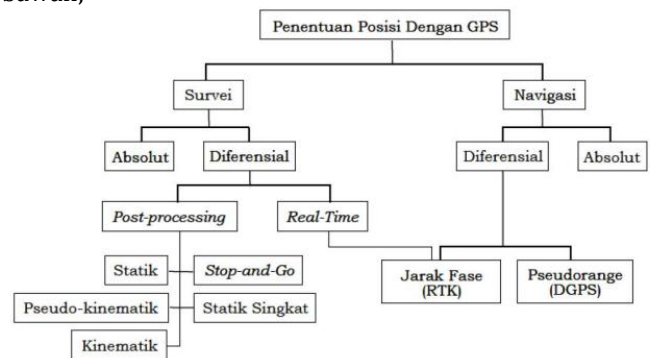 Penentuan Posisi Dengan GPS
Survei
Navigasi
Absolut
Diferensial
Diferensial
Absolut
Post-processing
Real-Time
Statik
Stop-and-Go
Jarak Fase
(RTK)
Pseudorange
(DGPS)
Pseudo-kinematik
Statik Singkat
Kinematik